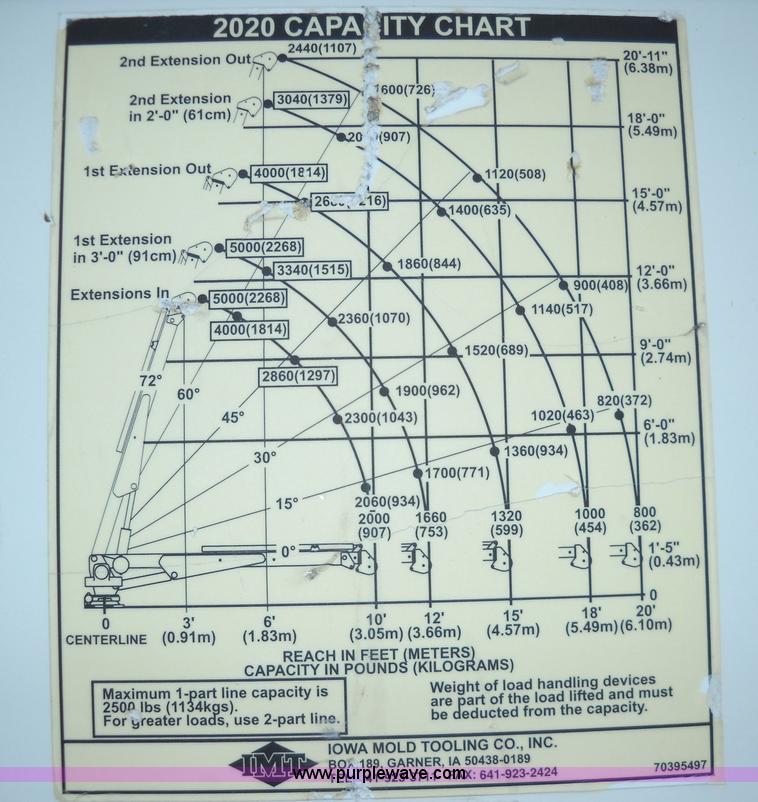 2020 CAPACITY CHART
2nd Extension Out
2440(1107)
20'-11"
(6.38m)
2nd Extension
in 2'-0" (61cm)
3040(1379)
1600(726)
(907)
18'-0"
(5.49m)
1st Extension Out
4000(1814)
1120(508)
15'-0"
(4.57m)
1400(635)
1st Extension
in 3'-0" (91cm)
5000(2268)
3340(1515)
1860(844)
12'-0"
(3.66m)
900(408)
Extensions In
5000(2268)
4000(1814)
2360(1070)
1140(517)
9'-0"
(2.74m)
2860(1297)
1520(689)
72°
60°
45°
30°
15°
0°
1900(962)
820(372)
2300(1043)
1020(463)
6'-0"
(1.83m)
1360(934)
1700(771)
2060(934)
2000
(907)
1660
(753)
1320
(599)
1000
(454)
800
(362)
1'-5"
(0.43m)
0
0
CENTERLINE
3'
(0.91m)
6'
(1.83m)
10'
(3.05m)
12'
(3.66m)
15'
(4.57m)
18'
(5.49m)
20'
(6.10m)
REACH IN FEET (METERS)
CAPACITY IN POUNDS (KILOGRAMS)
Maximum 1-part line capacity is
2500 lbs (1134kgs).
For greater loads, use 2-part line.
Weight of load handling devices
are part of the load lifted and must
be deducted from the capacity.
IMT
IOWA MOLD TOOLING CO., INC.
BOX 189, GARNER, IA 50438-0189
641-923-2424
70395497
www.purplewave.com